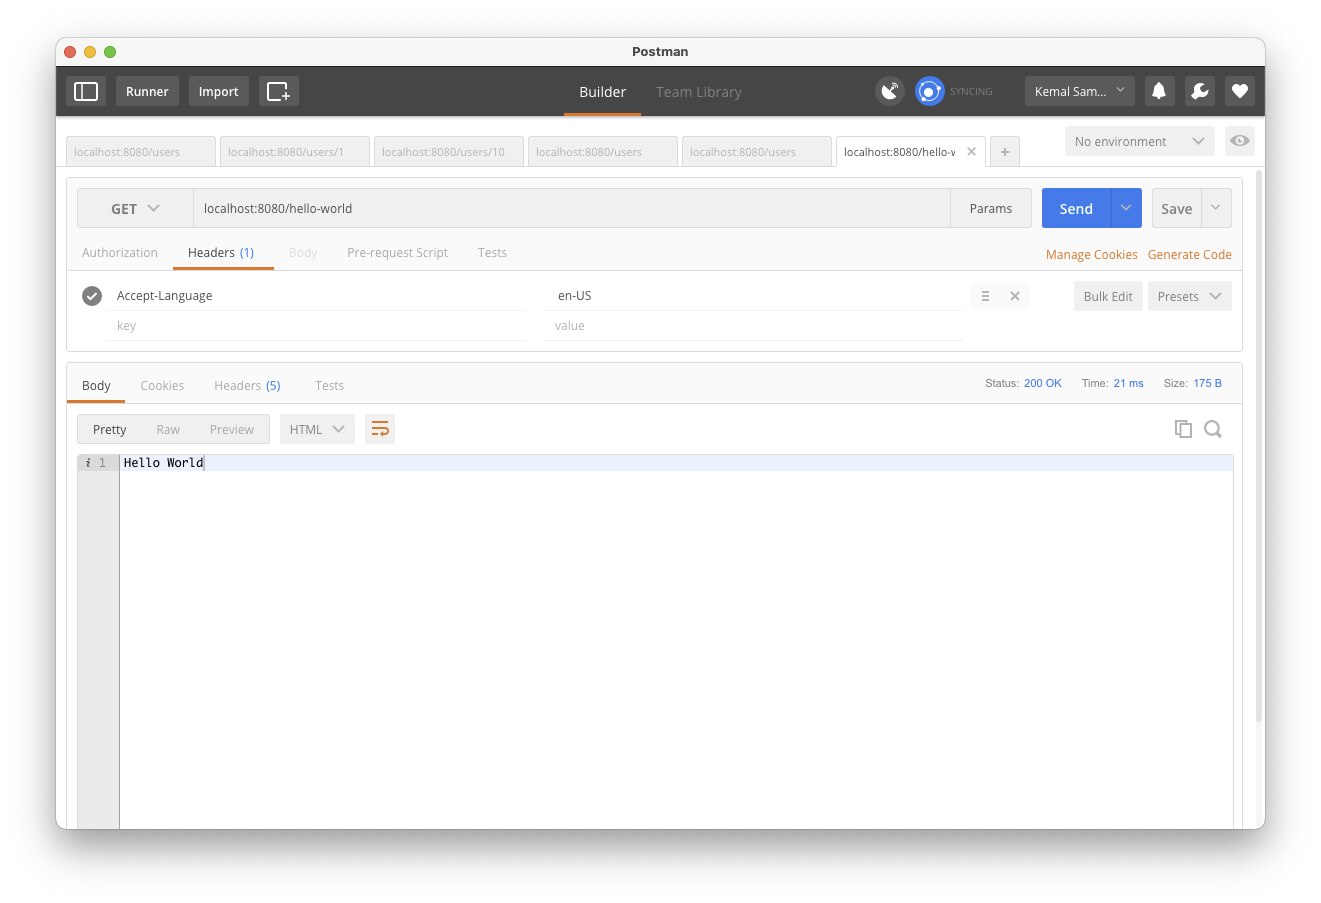 Postman
Runner Import Builder Team Library SYNCING Kemal Sam...
localhost:8080/users localhost:8080/users/1 localhost:8080/users/10 localhost:8080/users localhost:8080/users localhost:8080/hello-w No environment
GET localhost:8080/hello-world Params Send Save
Authorization Headers (1) Body Pre-request Script Tests Manage Cookies Generate Code
Accept-Language en-US Bulk Edit Presets
key value
Body Cookies Headers (5) Tests Status: 200 OK Time: 21 ms Size: 175 B
Pretty Raw Preview HTML
i 1 Hello World